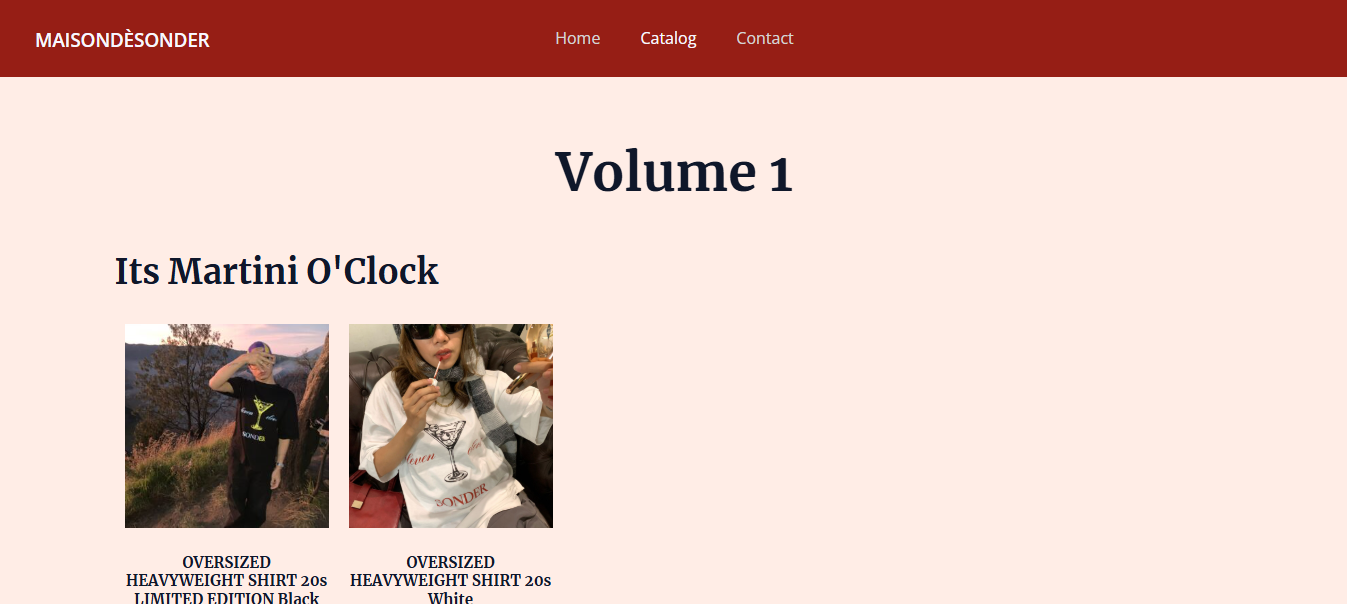 MAISONDÈSONDER
Home Catalog Contact
Volume 1
Its Martini O'Clock
SONDER
SONDER
OVERSIZED
HEAVYWEIGHT SHIRT 20s
LIMITED EDITION Black
OVERSIZED
HEAVYWEIGHT SHIRT 20s
White